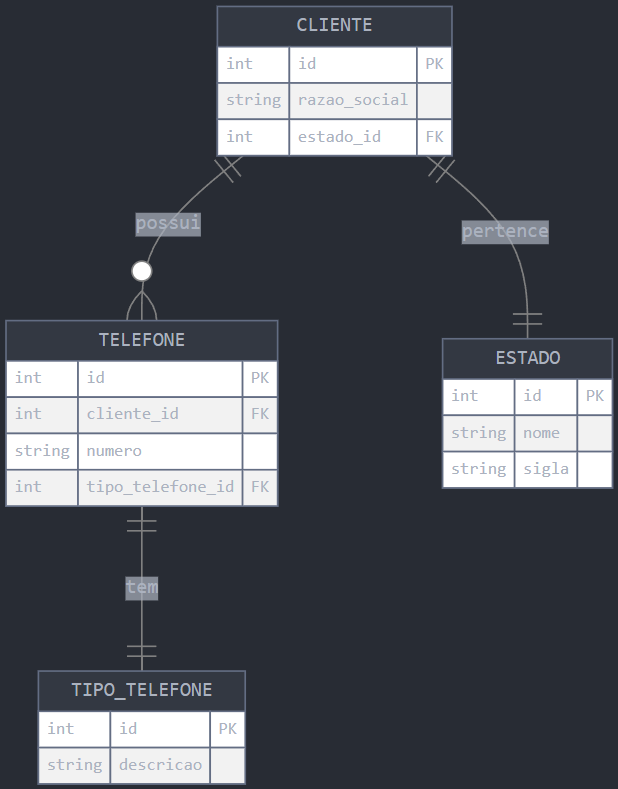 CLIENTE
int id PK
string razao_social
int estado_id FK
possui
pertence
TELEFONE
int id PK
int cliente_id FK
string numero
int tipo_telefone_id FK
ESTADO
int id PK
string nome
string sigla
tem
TIPO_TELEFONE
int id PK
string descricao